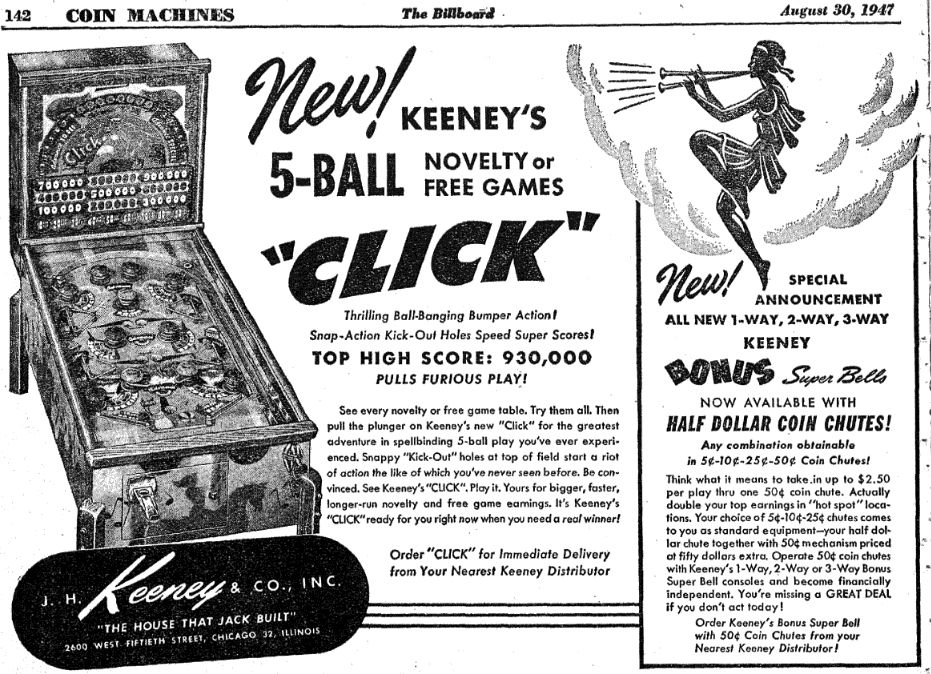 142 COIN MACHINES The Billboard August 30, 1947
New! KEENEY'S
5-BALL NOVELTY or
FREE GAMES
"CLICK"
Thrilling Ball-Banging Bumper Action!
Snap-Action Kick-Out Holes Speed Super Scores!
TOP HIGH SCORE: 930,000
PULLS FURIOUS PLAY!
See every novelty or free game table. Try them all. Then
pull the plunger on Keeney's new "Click" for the greatest
adventure in spellbinding 5-ball play you've ever experi-
enced. Snappy "Kick-Out" holes at top of field start a riot
of action the like of which you've never seen before. Be con-
vinced. See Keeney's "CLICK". Play it. Yours for bigger, faster,
longer-run novelty and free game earnings. It's Keeney's
"CLICK" ready for you right now when you need a real winner!
Order "CLICK" for Immediate Delivery
from Your Nearest Keeney Distributor
Click
J. H. Keeney & CO., INC.
"THE HOUSE THAT JACK BUILT"
2600 WEST FIFTIETH STREET, CHICAGO 32, ILLINOIS
New! SPECIAL
ANNOUNCEMENT
ALL NEW 1-WAY, 2-WAY, 3-WAY
KEENEY
BONUS Super Bells
NOW AVAILABLE WITH
HALF DOLLAR COIN CHUTES!
Any combination obtainable
in 5¢-10¢-25¢-50¢ Coin Chutes!
Think what it means to take.in up to $2.50
per play thru one 50¢ coin chute. Actually
double your top earnings in "hot spot" loca-
tions. Your choice of 5¢-10¢-25¢ chutes comes
to you as standard equipment—your half dol-
lar chute together with 50¢ mechanism priced
at fifty dollars extra. Operate 50¢ coin chutes
with Keeney's 1-Way, 2-Way or 3-Way Bonus
Super Bell consoles and become financially
independent. You're missing a GREAT DEAL
if you don't act today!
Order Keeney's Bonus Super Bell
with 50¢ Coin Chutes from your
Nearest Keeney Distributor!